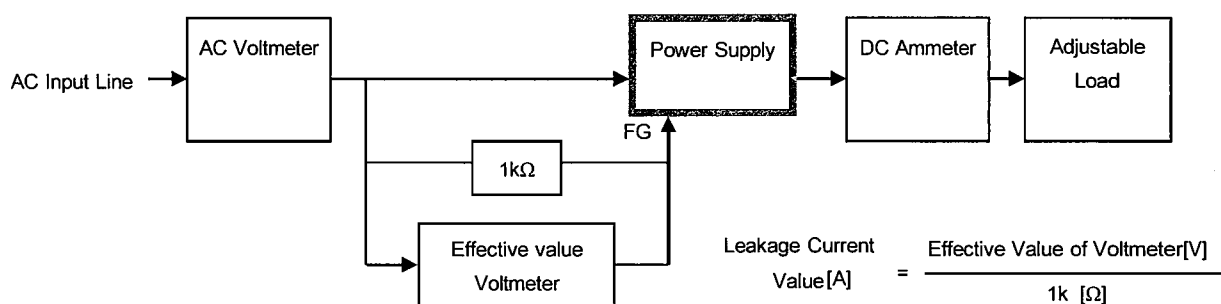 AC Voltmeter
Power Supply
DC Ammeter
Adjustable
Load
AC Input Line
FG
1kΩ
Effective value
Voltmeter
Leakage Current
Value[A]
=
Effective Value of Voltmeter[V]
1k [Ω]